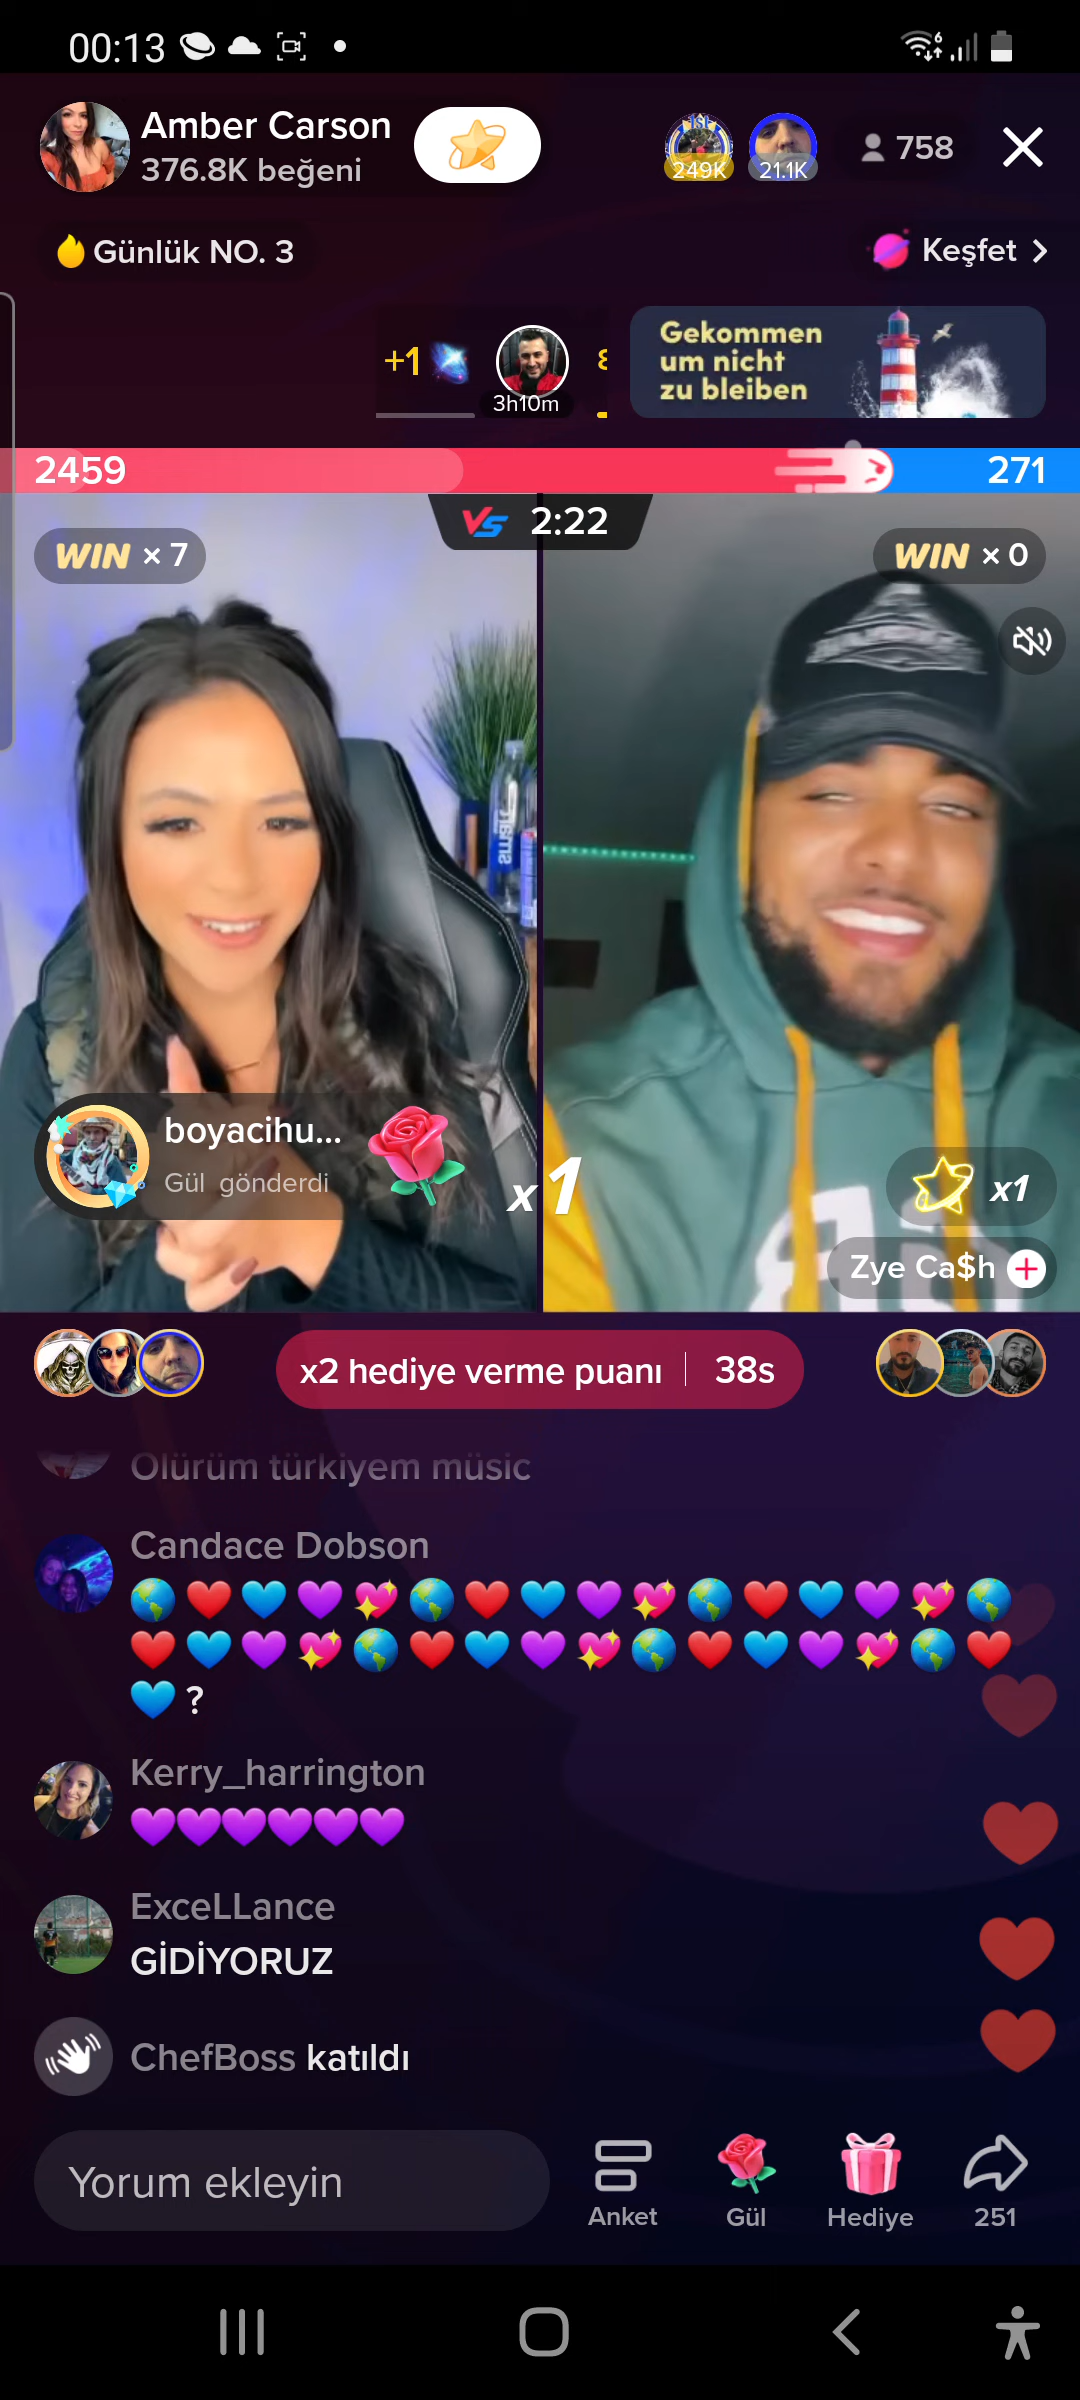 00:13
Amber Carson
376.8K beğeni
249K
21.1K
758
Günlük NO. 3
Keşfet
+1
3h10m
Gekommen
um nicht
zu bleiben
2459
271
VS 2:22
WIN × 7
WIN × 0
boyacihu...
Gül gönderdi
x1
x1
Zye Ca$h
x2 hediye verme puanı
38s
Ölürüm türkiyem müsic
Candace Dobson
🌎❤️💙💜💖🌎❤️💙💜💖🌎❤️💙💜💖🌎
❤️💙💜💖🌎❤️💙💜💖🌎❤️💙💜💖🌎❤️
💙?
Kerry_harrington
💜💜💜💜💜💜
ExceLLance
GİDİYORUZ
ChefBoss katıldı
Yorum ekleyin
Anket
Gül
Hediye
251